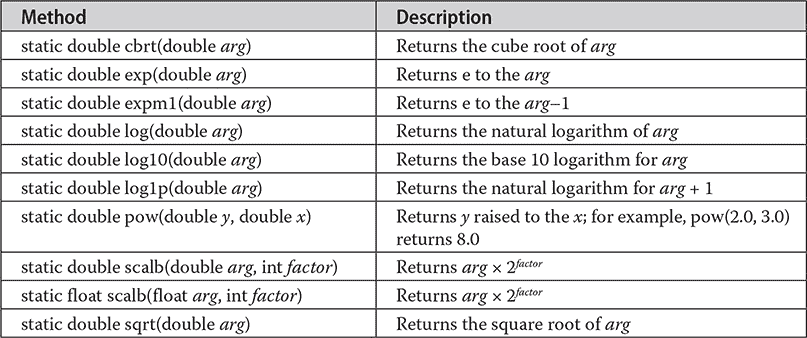 Method Description
static double cbrt(double arg) Returns the cube root of arg
static double exp(double arg) Returns e to the arg
static double expm1(double arg) Returns e to the arg–1
static double log(double arg) Returns the natural logarithm of arg
static double log10(double arg) Returns the base 10 logarithm for arg
static double log1p(double arg) Returns the natural logarithm for arg + 1
static double pow(double y, double x) Returns y raised to the x; for example, pow(2.0, 3.0)
returns 8.0
static double scalb(double arg, int factor) Returns arg × 2^factor
static float scalb(float arg, int factor) Returns arg × 2^factor
static double sqrt(double arg) Returns the square root of arg